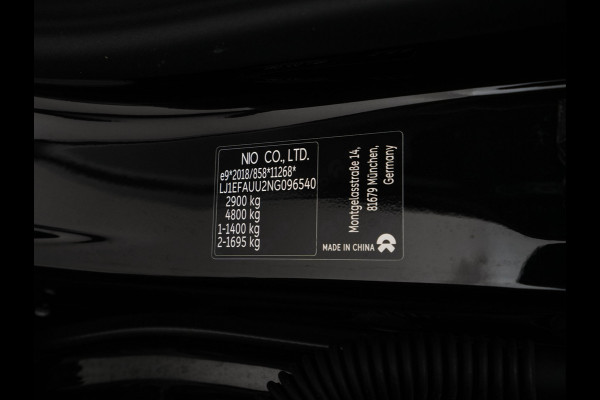 NIO CO., LTD.
e9*2018/858*11268*
LJ1EFAUU2NG096540
2900 kg
4800 kg
1-1400 kg
2-1695 kg
Montgelasstraße 14,
81679 München,
Germany
MADE IN CHINA